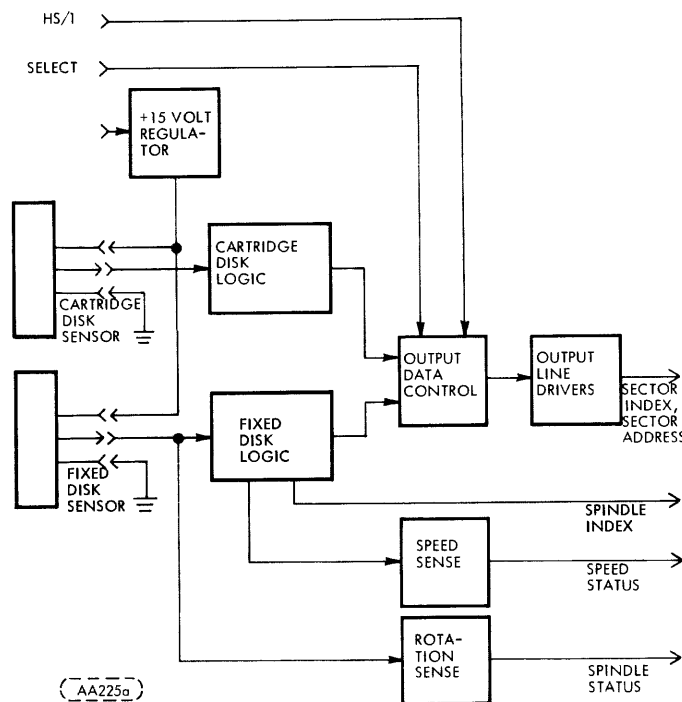 HS/1
SELECT
+15 VOLT
REGULA-
TOR
CARTRIDGE
DISK
LOGIC
CARTRIDGE
DISK
SENSOR
OUTPUT
DATA
CONTROL
OUTPUT
LINE
DRIVERS
SECTOR
INDEX,
SECTOR
ADDRESS
FIXED
DISK
LOGIC
FIXED
DISK
SENSOR
SPINDLE
INDEX
SPEED
SENSE
SPEED
STATUS
ROTA-
TION
SENSE
SPINDLE
STATUS
AA225a